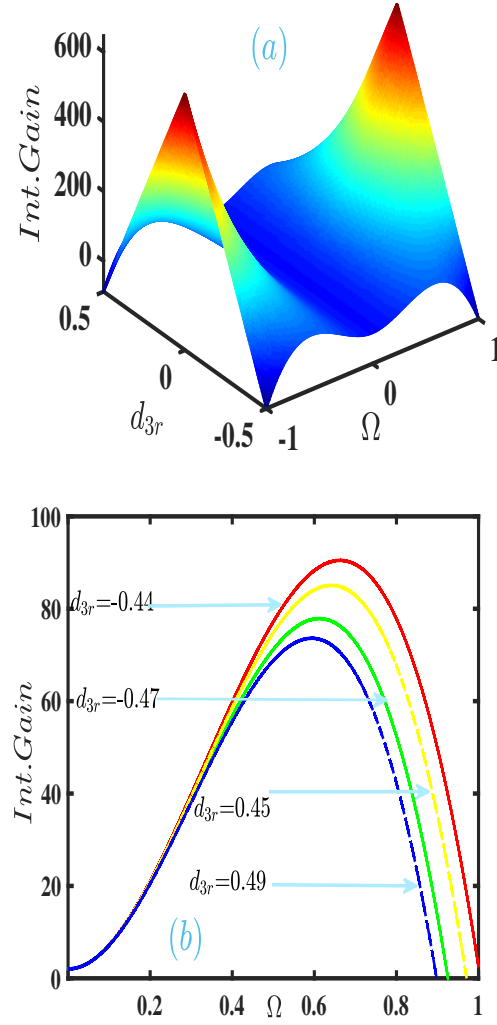 (a)
600
400
200
0
Int.Gain
0.5
0
-0.5
d3r
-1
0
1
Ω
100
80
60
40
20
0
Int.Gain
d3r=-0.44
d3r=-0.47
d3r=0.45
d3r=0.49
(b)
0.2 0.4 Ω 0.6 0.8 1